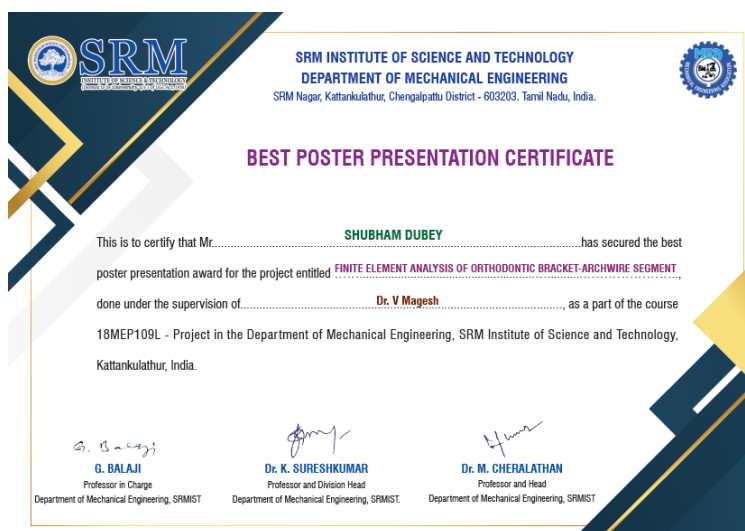 SRM
INSTITUTE OF SCIENCE & TECHNOLOGY
SRM INSTITUTE OF SCIENCE AND TECHNOLOGY
DEPARTMENT OF MECHANICAL ENGINEERING
SRM Nagar, Kattankulathur, Chengalpattu District - 603203. Tamil Nadu, India.
BEST POSTER PRESENTATION CERTIFICATE
This is to certify that Mr. SHUBHAM DUBEY has secured the best
poster presentation award for the project entitled FINITE ELEMENT ANALYSIS OF ORTHODONTIC BRACKET-ARCHWIRE SEGMENT,
done under the supervision of Dr. V Magesh, as a part of the course
18MEP109L - Project in the Department of Mechanical Engineering, SRM Institute of Science and Technology,
Kattankulathur, India.
G. Balaji
G. BALAJI
Professor in Charge
Department of Mechanical Engineering, SRMIST
Dr. K. SURESHKUMAR
Professor and Division Head
Department of Mechanical Engineering, SRMIST.
Dr. M. CHERALATHAN
Professor and Head
Department of Mechanical Engineering, SRMIST